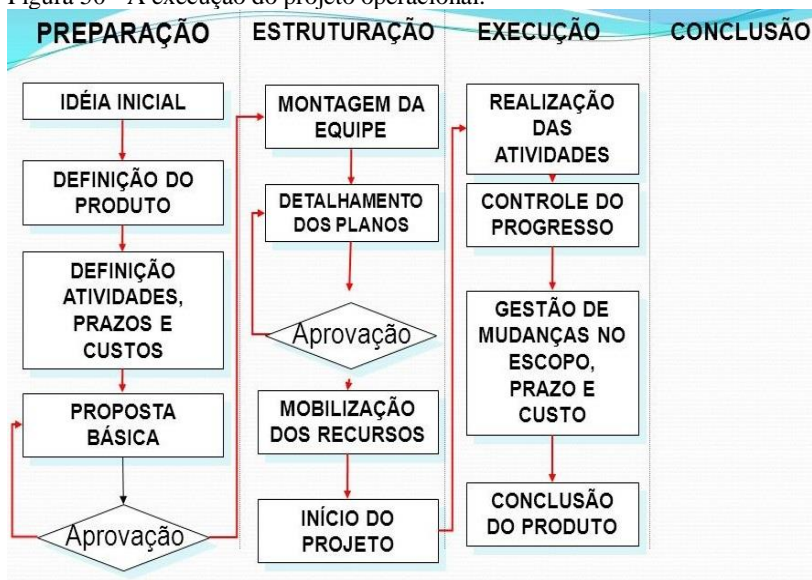 Figura 30 - A execução do projeto operacional.
PREPARAÇÃO
ESTRUTURAÇÃO
EXECUÇÃO
CONCLUSÃO
IDÉIA INICIAL
DEFINIÇÃO DO
PRODUTO
DEFINIÇÃO
ATIVIDADES,
PRAZOS E
CUSTOS
PROPOSTA
BÁSICA
Aprovação
MONTAGEM DA
EQUIPE
DETALHAMENTO
DOS PLANOS
Aprovação
MOBILIZAÇÃO
DOS RECURSOS
INÍCIO DO
PROJETO
REALIZAÇÃO
DAS
ATIVIDADES
CONTROLE DO
PROGRESSO
GESTÃO DE
MUDANÇAS NO
ESCOPO,
PRAZO E
CUSTO
CONCLUSÃO
DO PRODUTO